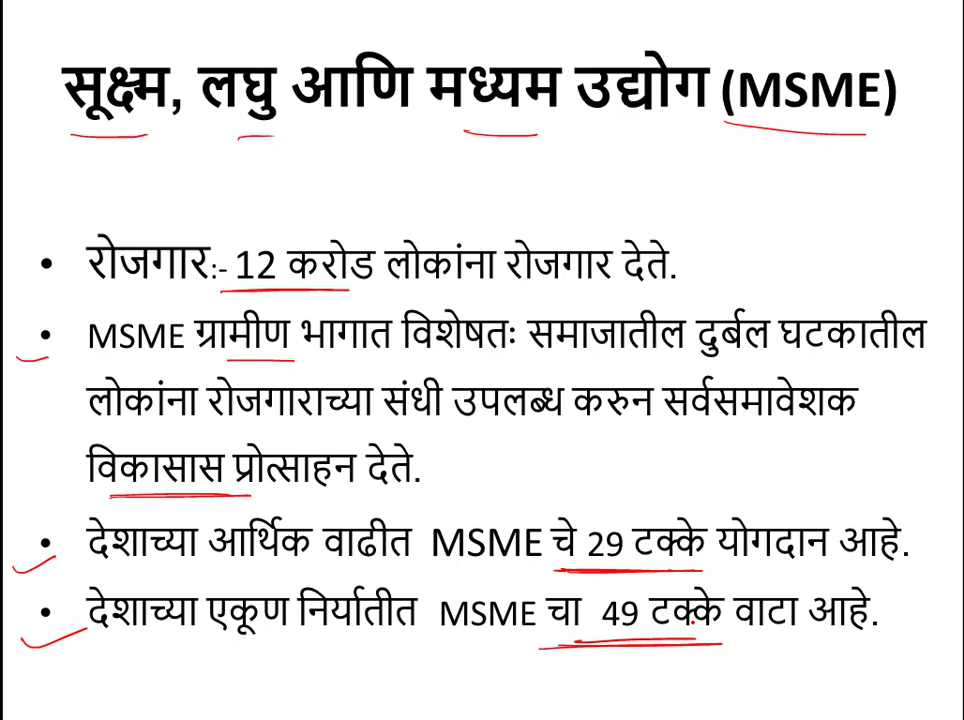 सूक्ष्म, लघु आणि मध्यम उद्योग (MSME)
• रोजगार:- 12 करोड लोकांना रोजगार देते.
• MSME ग्रामीण भागात विशेषतः समाजातील दुर्बल घटकातील
लोकांना रोजगाराच्या संधी उपलब्ध करुन सर्वसमावेशक
विकासास प्रोत्साहन देते.
• देशाच्या आर्थिक वाढीत MSME चे 29 टक्के योगदान आहे.
• देशाच्या एकूण निर्यातीत MSME चा 49 टक्के वाटा आहे.